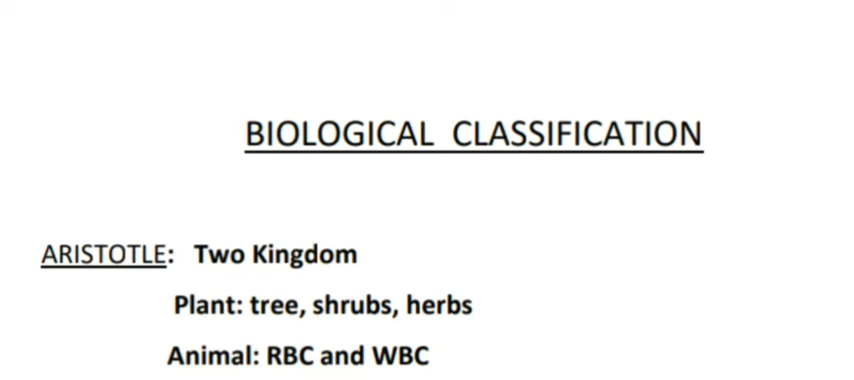 BIOLOGICAL CLASSIFICATION
ARISTOTLE: Two Kingdom
Plant: tree, shrubs, herbs
Animal: RBC and WBC